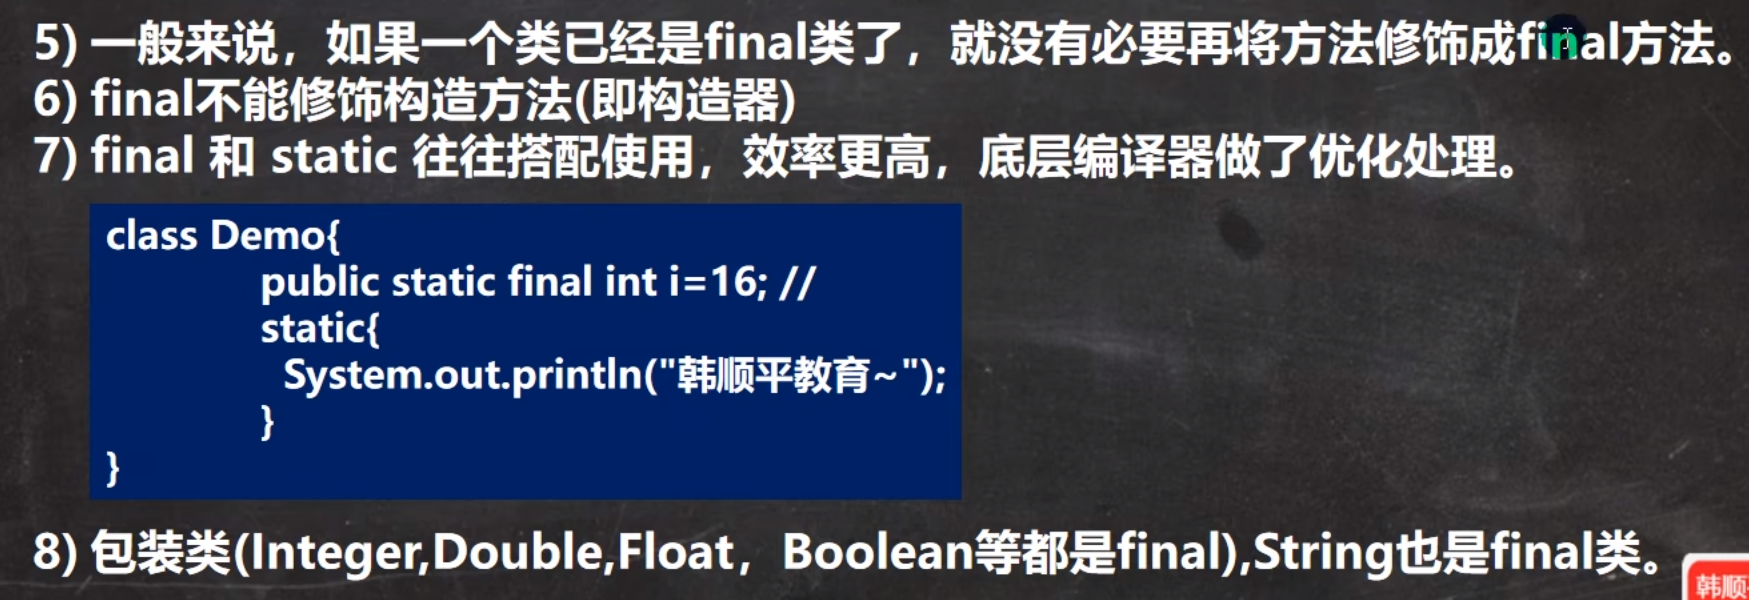 5) 一般来说，如果一个类已经是final类了，就没有必要再将方法修饰成final方法。
6) final不能修饰构造方法(即构造器)
7) final 和 static 往往搭配使用，效率更高，底层编译器做了优化处理。
class Demo{
public static final int i=16; //
static{
System.out.println("韩顺平教育~");
}
}
8) 包装类(Integer,Double,Float，Boolean等都是final),String也是final类。
韩顺